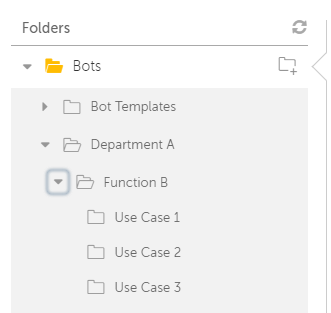 Folders
Bots
Bot Templates
Department A
Function B
Use Case 1
Use Case 2
Use Case 3